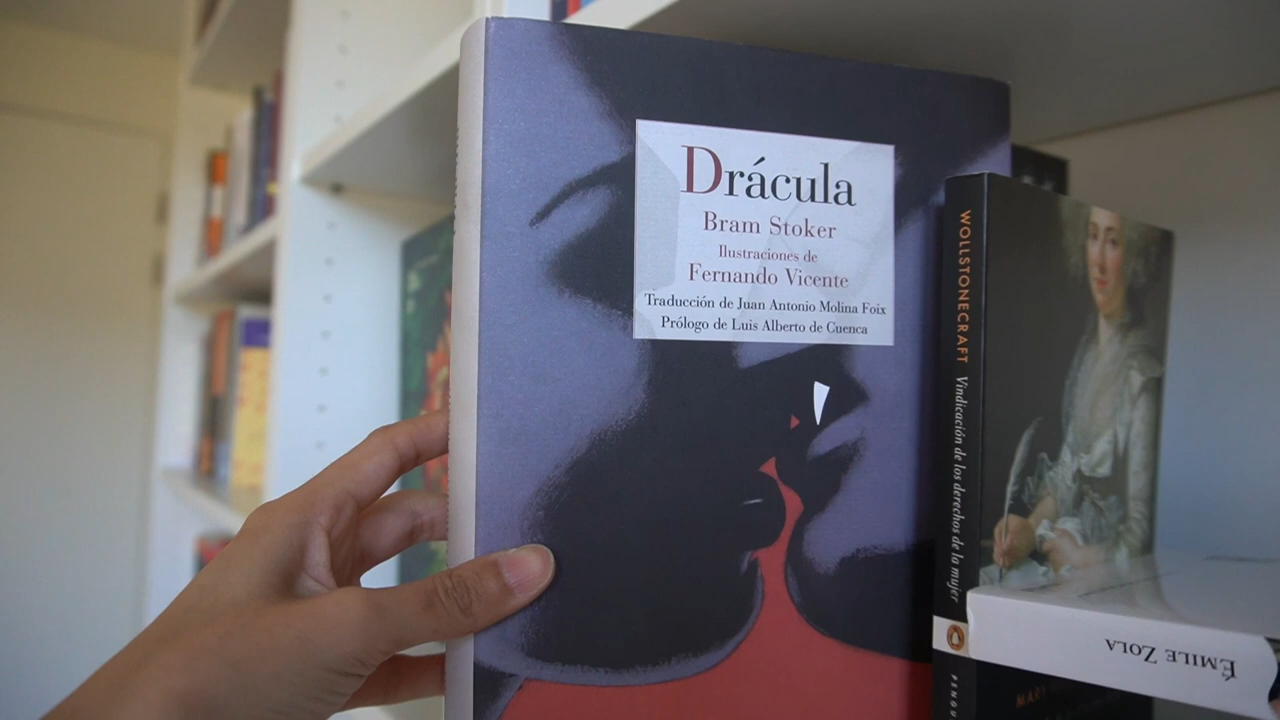 Drácula
Bram Stoker
Ilustraciones de
Fernando Vicente
Traducción de Juan Antonio Molina Foix
Prólogo de Luis Alberto de Cuenca
WOLLSTONECRAFT Vindicación de los derechos de la mujer
ÉMILE ZOLA